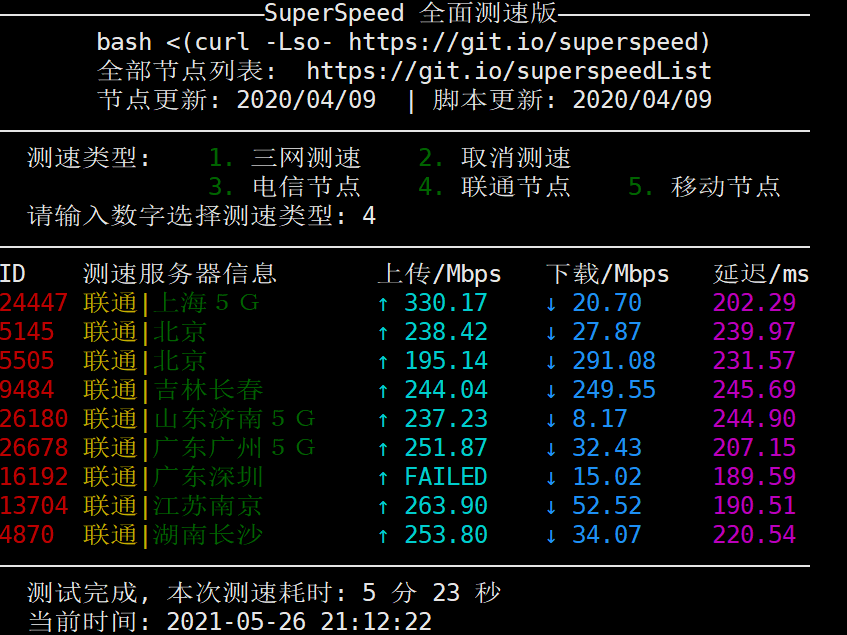 SuperSpeed 全面测速版
bash <(curl -Lso- https://git.io/superspeed)
全部节点列表: https://git.io/superspeedList
节点更新: 2020/04/09 | 脚本更新: 2020/04/09
测速类型: 1. 三网测速 2. 取消测速
3. 电信节点 4. 联通节点 5. 移动节点
请输入数字选择测速类型: 4
ID 测速服务器信息 上传/Mbps 下载/Mbps 延迟/ms
24447 联通|上海５Ｇ ↑ 330.17 ↓ 20.70 202.29
5145 联通|北京 ↑ 238.42 ↓ 27.87 239.97
5505 联通|北京 ↑ 195.14 ↓ 291.08 231.57
9484 联通|吉林长春 ↑ 244.04 ↓ 249.55 245.69
26180 联通|山东济南５Ｇ ↑ 237.23 ↓ 8.17 244.90
26678 联通|广东广州５Ｇ ↑ 251.87 ↓ 32.43 207.15
16192 联通|广东深圳 ↑ FAILED ↓ 15.02 189.59
13704 联通|江苏南京 ↑ 263.90 ↓ 52.52 190.51
4870 联通|湖南长沙 ↑ 253.80 ↓ 34.07 220.54
测试完成, 本次测速耗时: 5 分 23 秒
当前时间: 2021-05-26 21:12:22